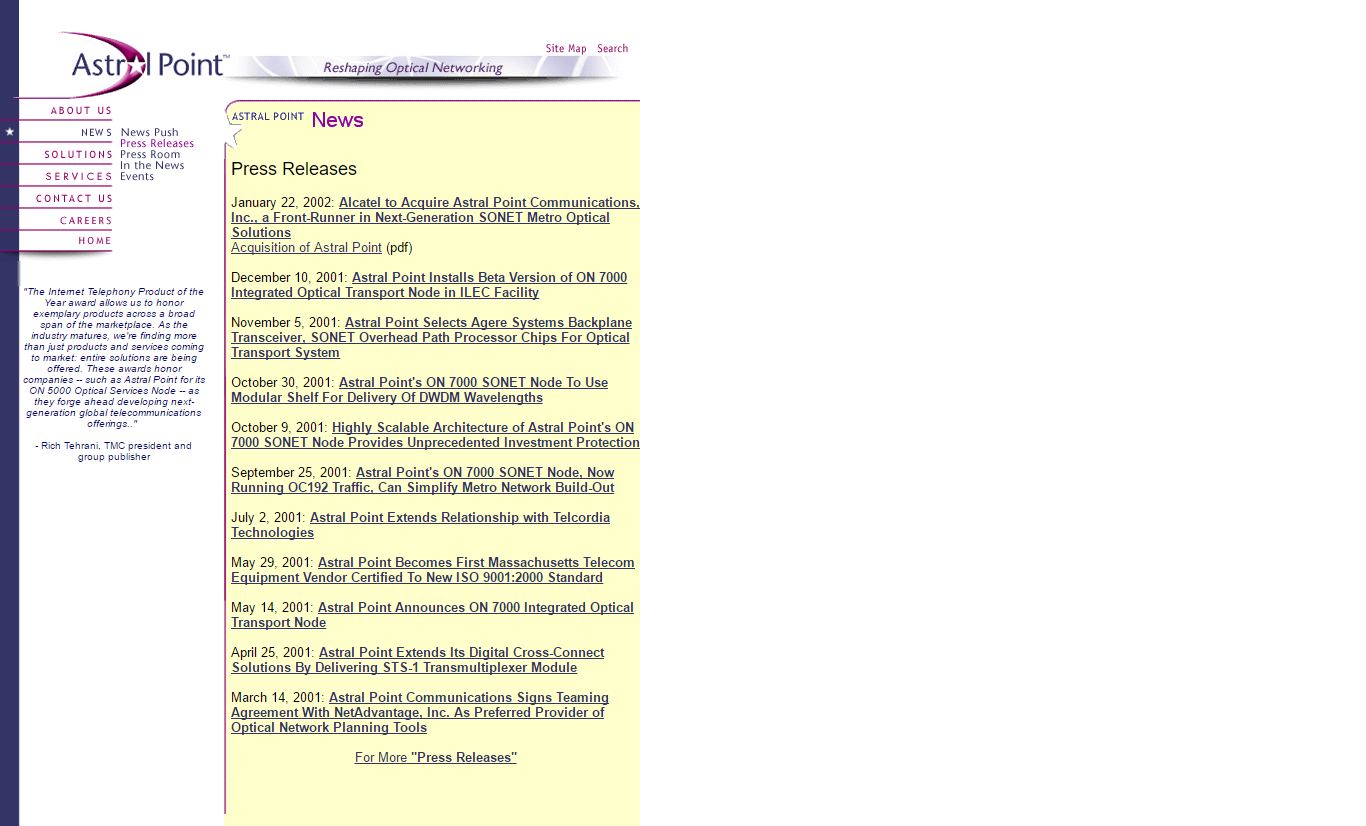 Astral Point™
Site Map Search
Reshaping Optical Networking
ABOUT US
NEWS
SOLUTIONS
SERVICES
CONTACT US
CAREERS
HOME
News Push
Press Releases
Press Room
In the News
Events
"The Internet Telephony Product of the
Year award allows us to honor
exemplary products across a broad
span of the marketplace. As the
industry matures, we're finding more
than just products and services coming
to market: entire solutions are being
offered. These awards honor
companies -- such as Astral Point for its
ON 5000 Optical Services Node -- as
they forge ahead developing next-
generation global telecommunications
offerings.."
- Rich Tehrani, TMC president and
group publisher
ASTRAL POINT News
Press Releases
January 22, 2002: Alcatel to Acquire Astral Point Communications,
Inc., a Front-Runner in Next-Generation SONET Metro Optical
Solutions
Acquisition of Astral Point (pdf)
December 10, 2001: Astral Point Installs Beta Version of ON 7000
Integrated Optical Transport Node in ILEC Facility
November 5, 2001: Astral Point Selects Agere Systems Backplane
Transceiver, SONET Overhead Path Processor Chips For Optical
Transport System
October 30, 2001: Astral Point's ON 7000 SONET Node To Use
Modular Shelf For Delivery Of DWDM Wavelengths
October 9, 2001: Highly Scalable Architecture of Astral Point's ON
7000 SONET Node Provides Unprecedented Investment Protection
September 25, 2001: Astral Point's ON 7000 SONET Node, Now
Running OC192 Traffic, Can Simplify Metro Network Build-Out
July 2, 2001: Astral Point Extends Relationship with Telcordia
Technologies
May 29, 2001: Astral Point Becomes First Massachusetts Telecom
Equipment Vendor Certified To New ISO 9001:2000 Standard
May 14, 2001: Astral Point Announces ON 7000 Integrated Optical
Transport Node
April 25, 2001: Astral Point Extends Its Digital Cross-Connect
Solutions By Delivering STS-1 Transmultiplexer Module
March 14, 2001: Astral Point Communications Signs Teaming
Agreement With NetAdvantage, Inc. As Preferred Provider of
Optical Network Planning Tools
For More "Press Releases"